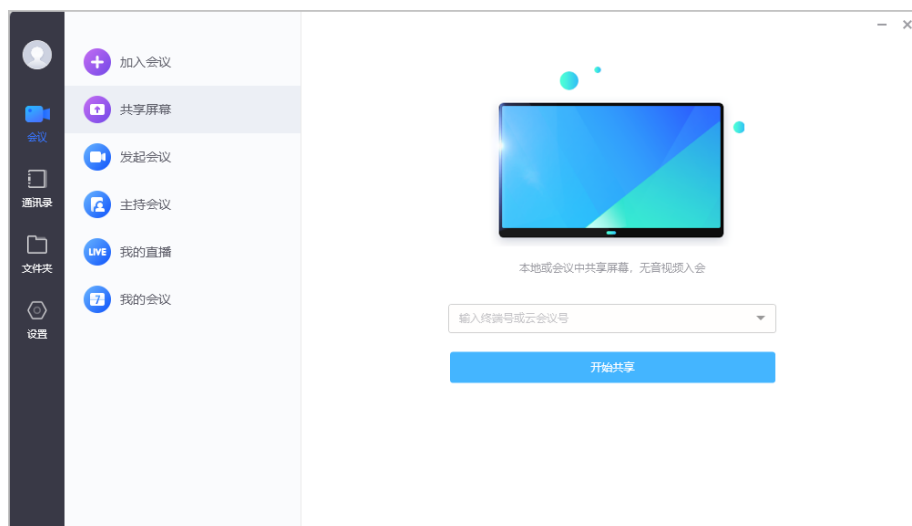 会议
通讯录
文件夹
设置
加入会议
共享屏幕
发起会议
主持会议
LIVE
我的直播
7
我的会议
本地或会议中共享屏幕，无音视频入会
输入终端号或云会议号
开始共享